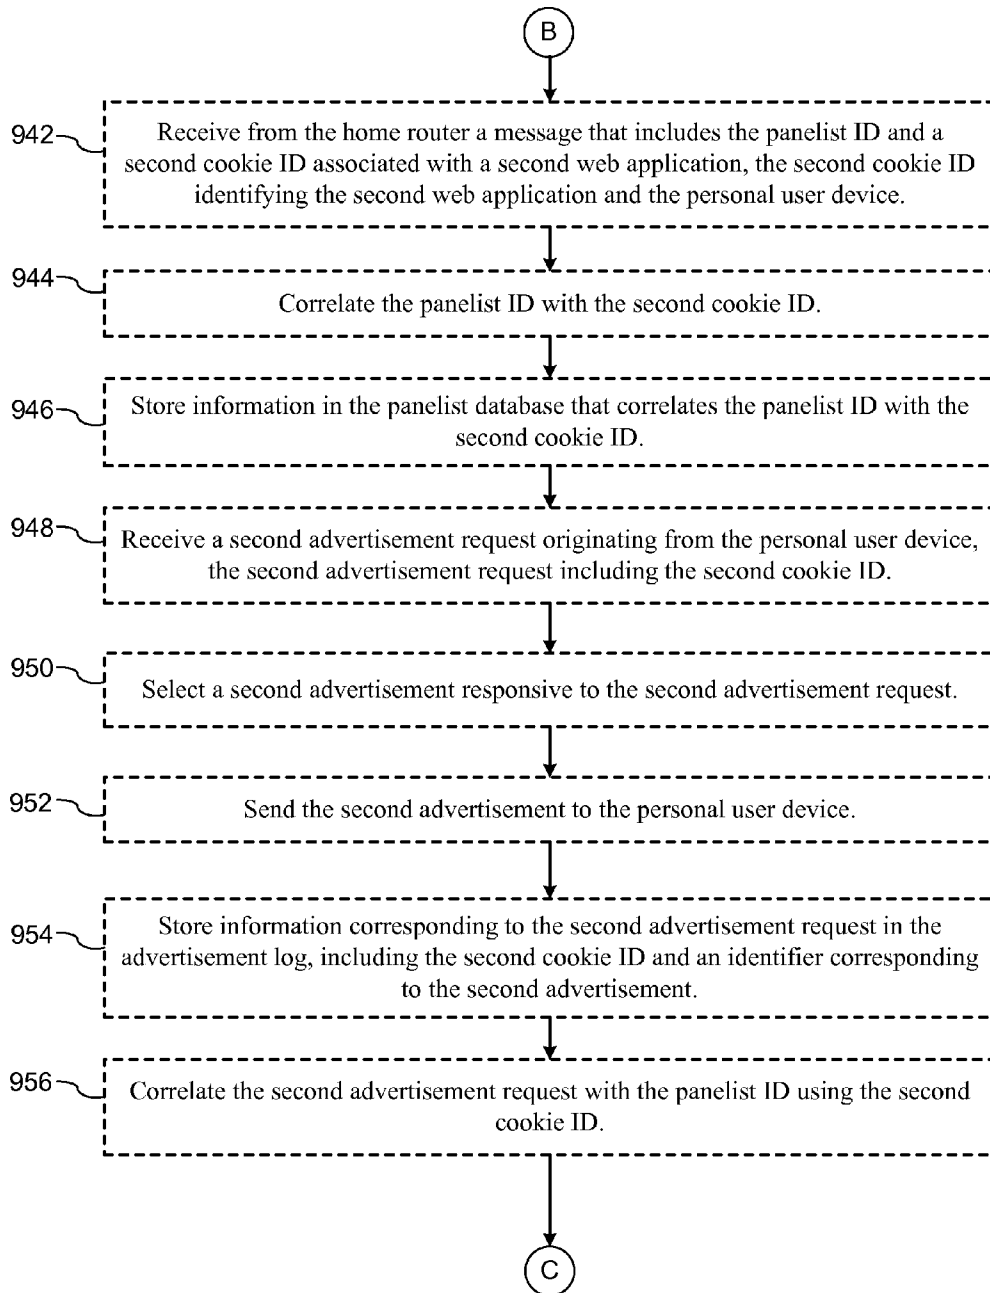 B
942
Receive from the home router a message that includes the panelist ID and a
second cookie ID associated with a second web application, the second cookie ID
identifying the second web application and the personal user device.
944
Correlate the panelist ID with the second cookie ID.
946
Store information in the panelist database that correlates the panelist ID with the
second cookie ID.
948
Receive a second advertisement request originating from the personal user device,
the second advertisement request including the second cookie ID.
950
Select a second advertisement responsive to the second advertisement request.
952
Send the second advertisement to the personal user device.
954
Store information corresponding to the second advertisement request in the
advertisement log, including the second cookie ID and an identifier corresponding
to the second advertisement.
956
Correlate the second advertisement request with the panelist ID using the second
cookie ID.
C